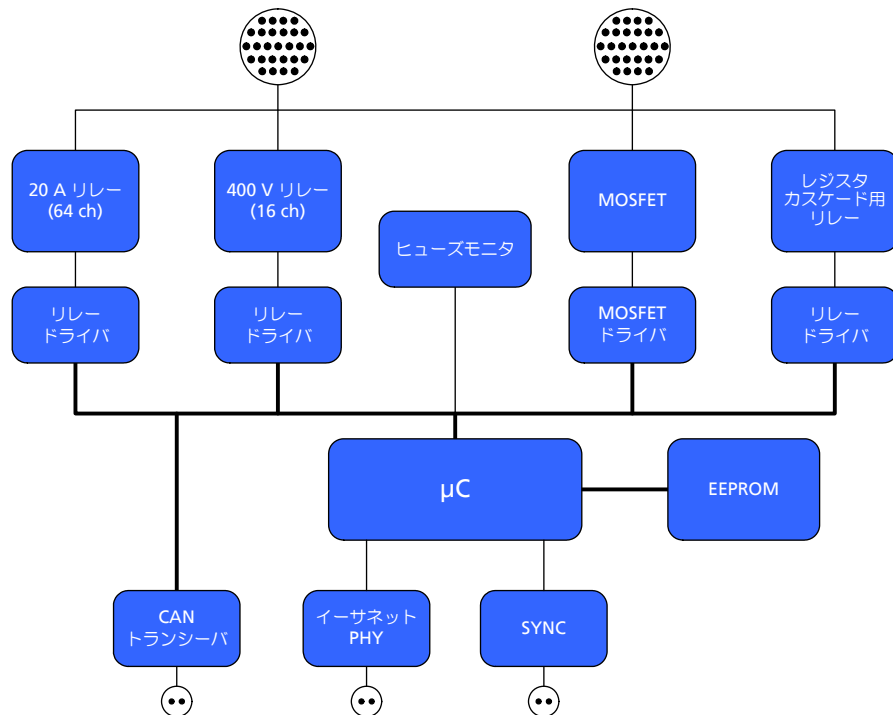 20 A リレー
(64 ch)
400 V リレー
(16 ch)
MOSFET
レジスタ
カスケード用
リレー
ヒューズモニタ
リレー
ドライバ
リレー
ドライバ
MOSFET
ドライバ
リレー
ドライバ
µC
EEPROM
CAN
トランシーバ
イーサネット
PHY
SYNC